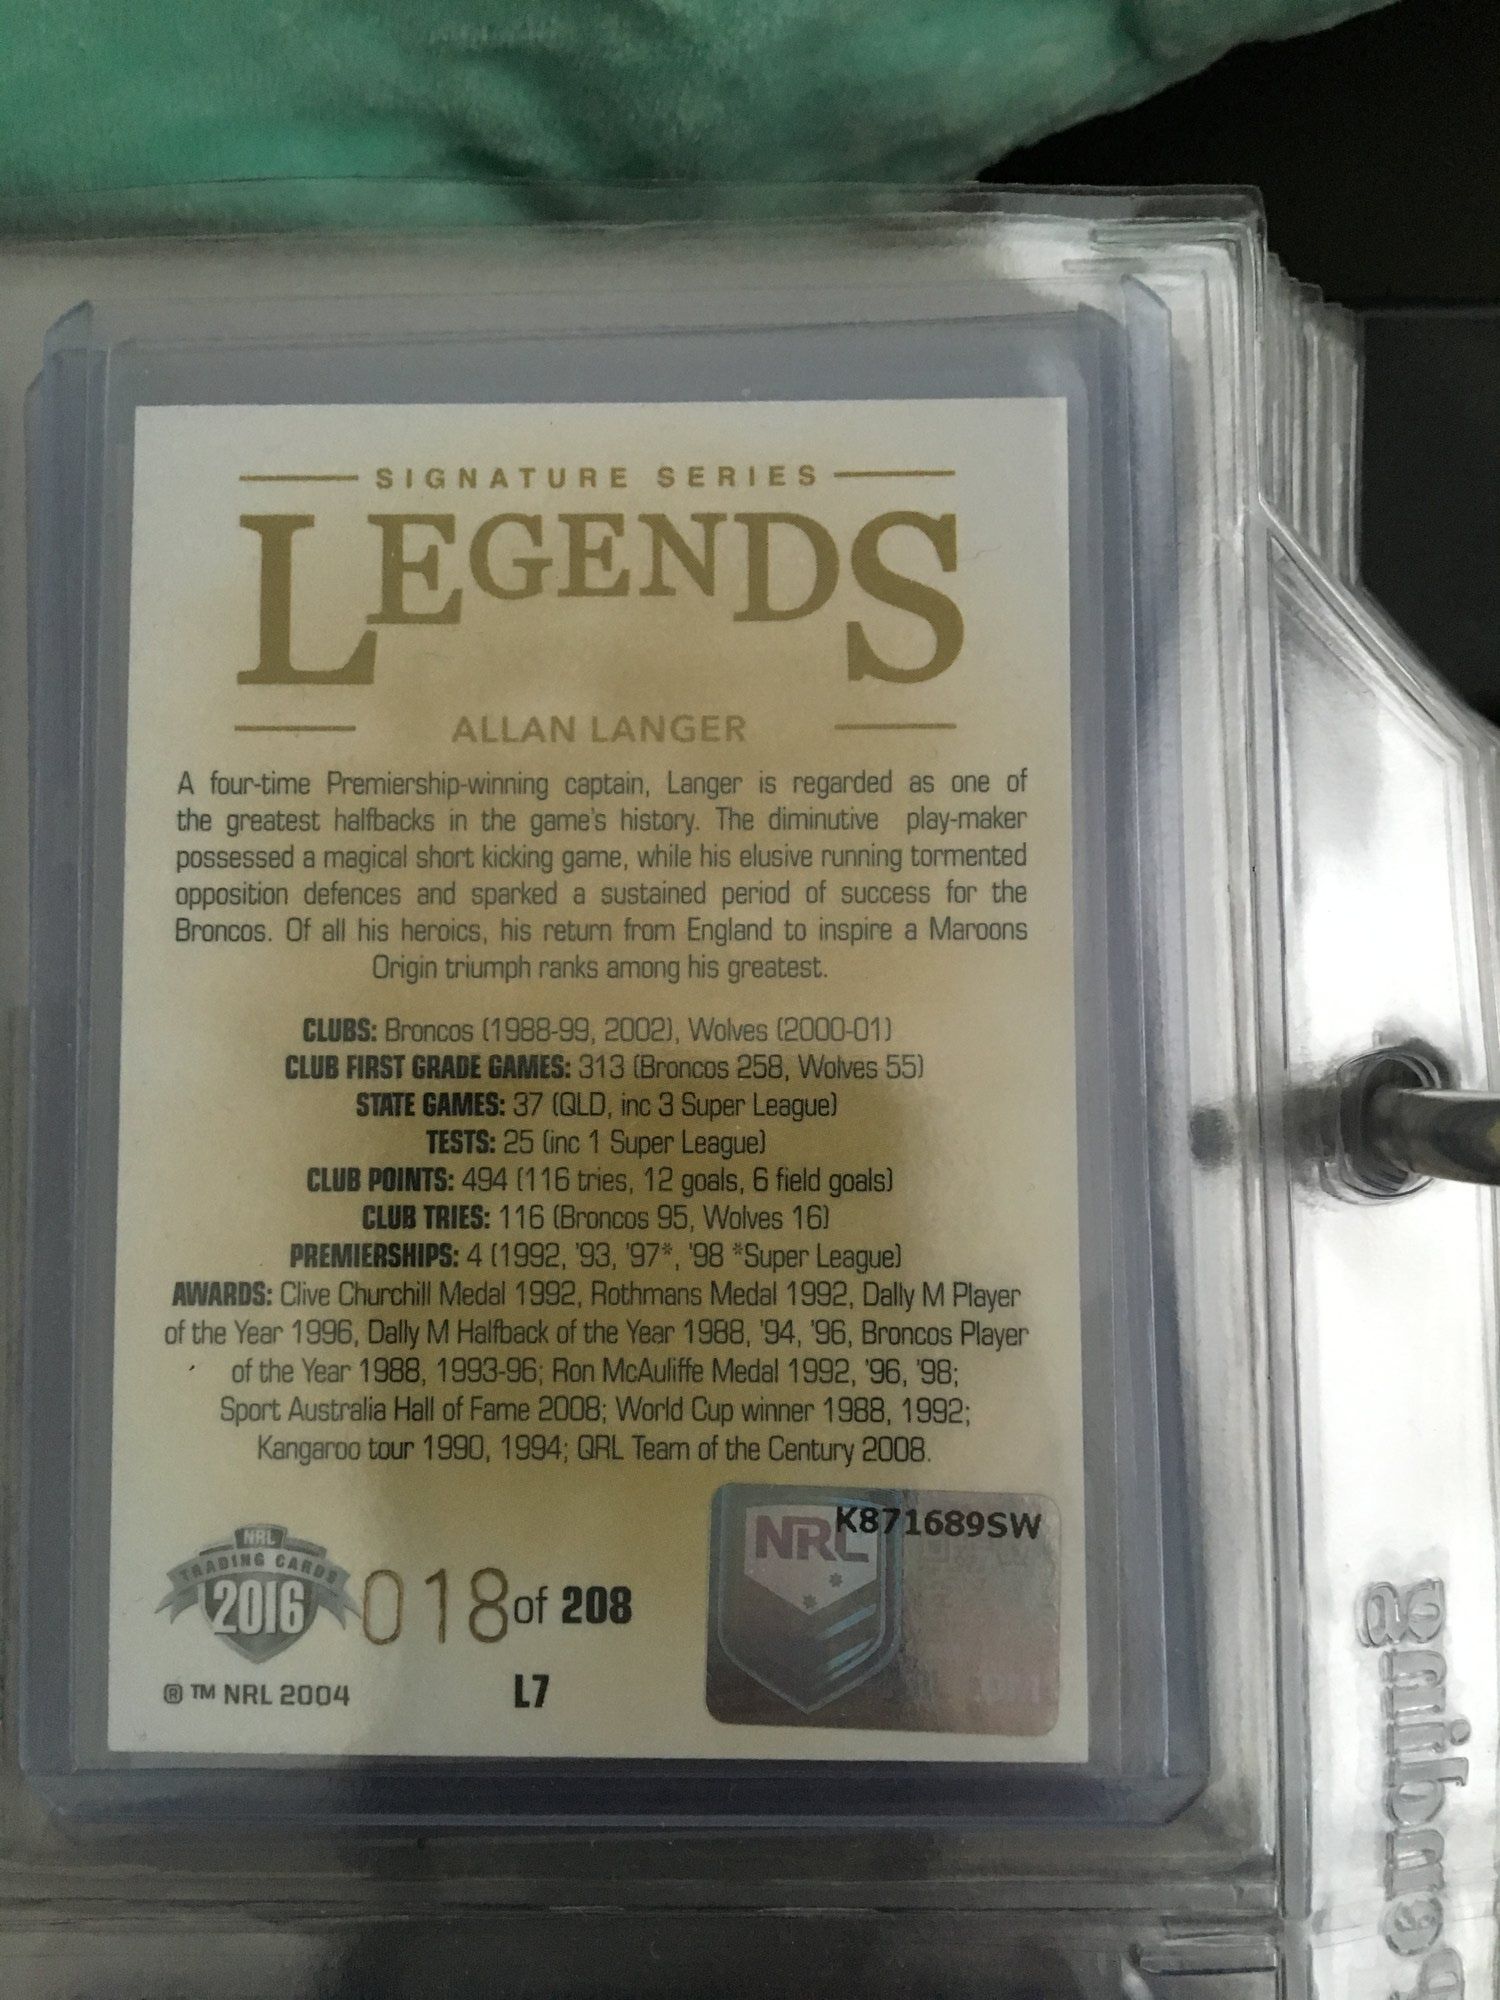 SIGNATURE SERIES
LEGENDS
ALLAN LANGER
A four-time Premiership-winning captain, Langer is regarded as one of
the greatest halfbacks in the game's history. The diminutive play-maker
possessed a magical short kicking game, while his elusive running tormented
opposition defences and sparked a sustained period of success for the
Broncos. Of all his heroics, his return from England to inspire a Maroons
Origin triumph ranks among his greatest.
CLUBS: Broncos (1988-99, 2002), Wolves (2000-01)
CLUB FIRST GRADE GAMES: 313 (Broncos 258, Wolves 55)
STATE GAMES: 37 (QLD, inc 3 Super League)
TESTS: 25 (inc 1 Super League)
CLUB POINTS: 494 (116 tries, 12 goals, 6 field goals)
CLUB TRIES: 116 (Broncos 95, Wolves 16)
PREMIERSHIPS: 4 (1992, '93, '97*, '98 *Super League)
AWARDS: Clive Churchill Medal 1992, Rothmans Medal 1992, Dally M Player
of the Year 1996, Dally M Halfback of the Year 1988, '94, '96, Broncos Player
of the Year 1988, 1993-96; Ron McAuliffe Medal 1992, '96, '98;
Sport Australia Hall of Fame 2008; World Cup winner 1988, 1992;
Kangaroo tour 1990, 1994; QRL Team of the Century 2008.
NRL
TRADING CARDS
2016
018 of 208
® TM NRL 2004
L7
NRL
K871689SW